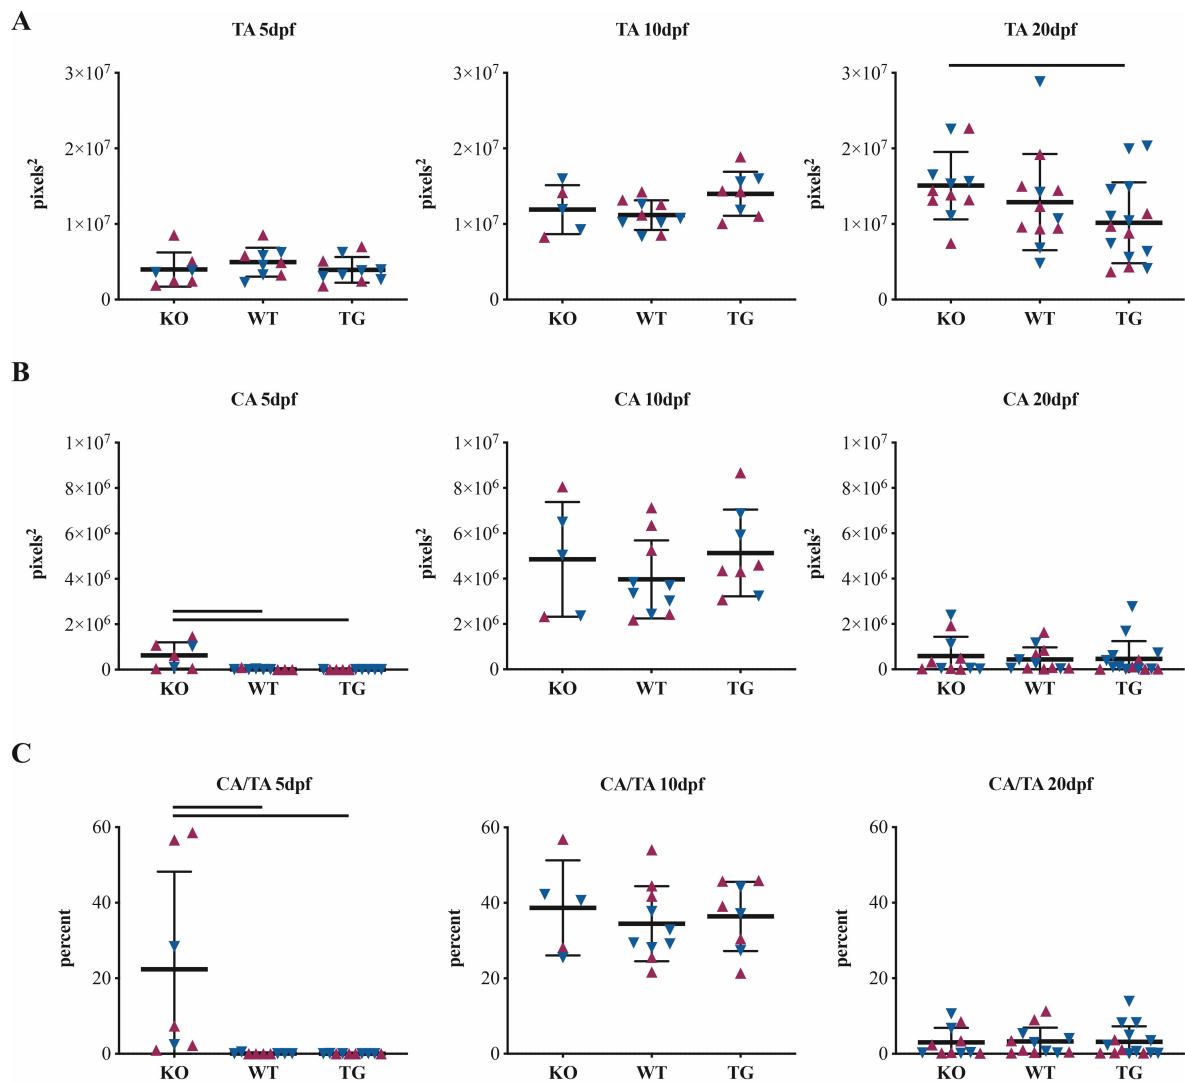 A
TA 5dpf TA 10dpf TA 20dpf
3×10⁷ 3×10⁷ 3×10⁷
2×10⁷ 2×10⁷ 2×10⁷
pixels² pixels² pixels²
1×10⁷ 1×10⁷ 1×10⁷
0 0 0
KO WT TG KO WT TG KO WT TG
B
CA 5dpf CA 10dpf CA 20dpf
1×10⁷ 1×10⁷ 1×10⁷
8×10⁶ 8×10⁶ 8×10⁶
6×10⁶ 6×10⁶ 6×10⁶
pixels² pixels² pixels²
4×10⁶ 4×10⁶ 4×10⁶
2×10⁶ 2×10⁶ 2×10⁶
0 0 0
KO WT TG KO WT TG KO WT TG
C
CA/TA 5dpf CA/TA 10dpf CA/TA 20dpf
60 60 60
40 40 40
percent percent percent
20 20 20
0 0 0
KO WT TG KO WT TG KO WT TG